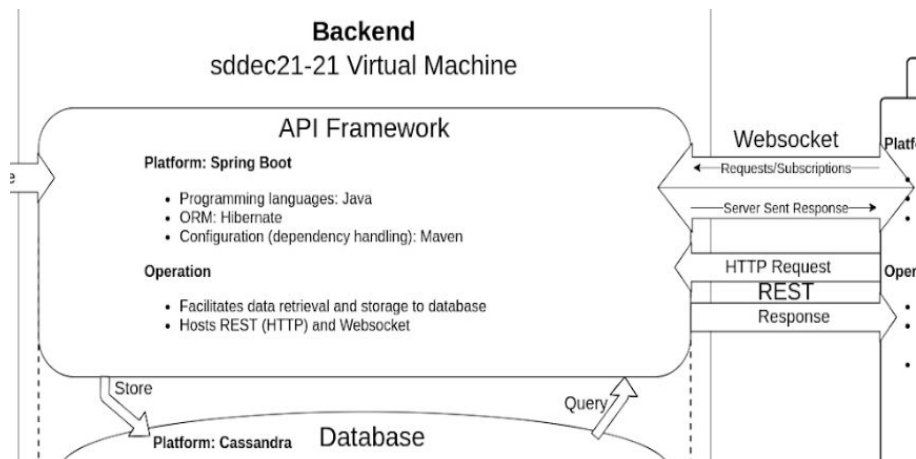 Backend
sddec21-21 Virtual Machine
API Framework
Platform: Spring Boot
• Programming languages: Java
• ORM: Hibernate
• Configuration (dependency handling): Maven
Operation
• Facilitates data retrieval and storage to database
• Hosts REST (HTTP) and Websocket
Websocket
Requests/Subscriptions
Server Sent Response
HTTP Request
REST
Response
Store
Query
Platform: Cassandra
Database